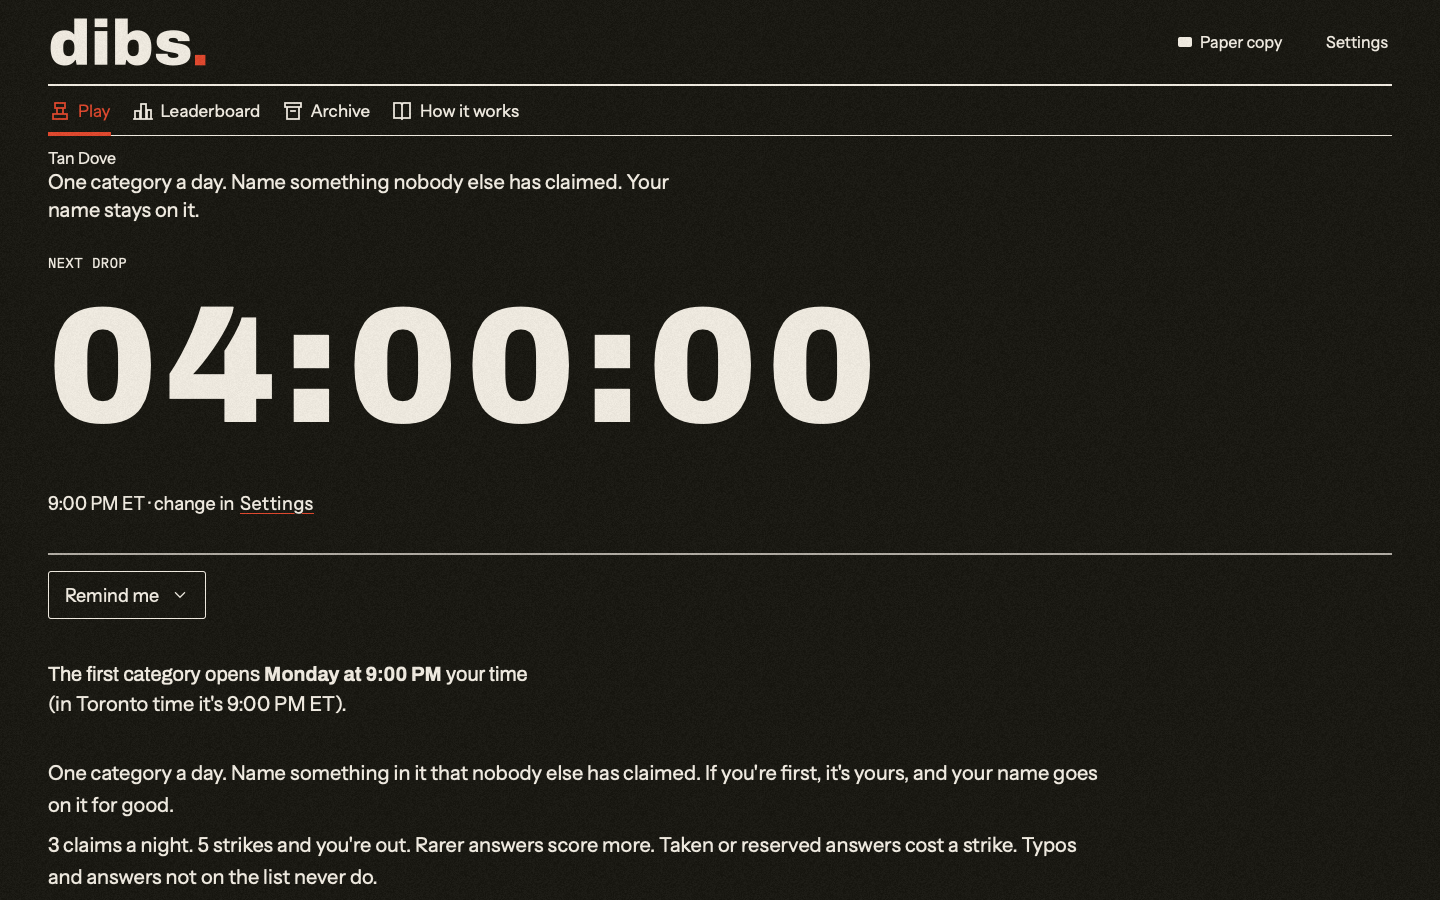 dibs.
Paper copy
Settings
Play
Leaderboard
Archive
How it works
Tan Dove
One category a day. Name something nobody else has claimed. Your
name stays on it.
NEXT DROP
04:00:00
9:00 PM ET · change in Settings
Remind me
The first category opens Monday at 9:00 PM your time
(in Toronto time it's 9:00 PM ET).
One category a day. Name something in it that nobody else has claimed. If you're first, it's yours, and your name goes
on it for good.
3 claims a night. 5 strikes and you're out. Rarer answers score more. Taken or reserved answers cost a strike. Typos
and answers not on the list never do.